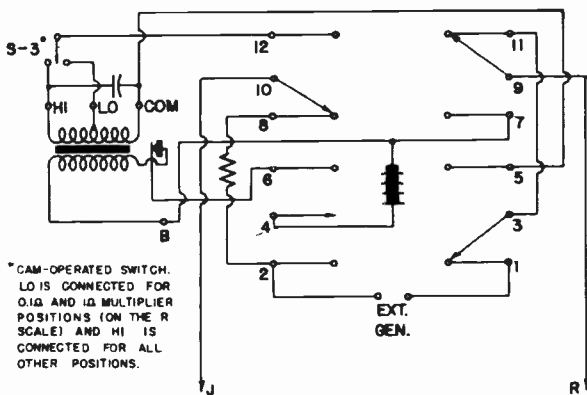 S-3*
HI
LO
COM
B
12
10
8
6
4
2
11
9
7
5
3
1
EXT.
GEN.
J
R
*CAM-OPERATED SWITCH.
LO IS CONNECTED FOR
0.1Ω AND 1Ω MULTIPLIER
POSITIONS (ON THE R
SCALE) AND HI IS
CONNECTED FOR ALL
OTHER POSITIONS.